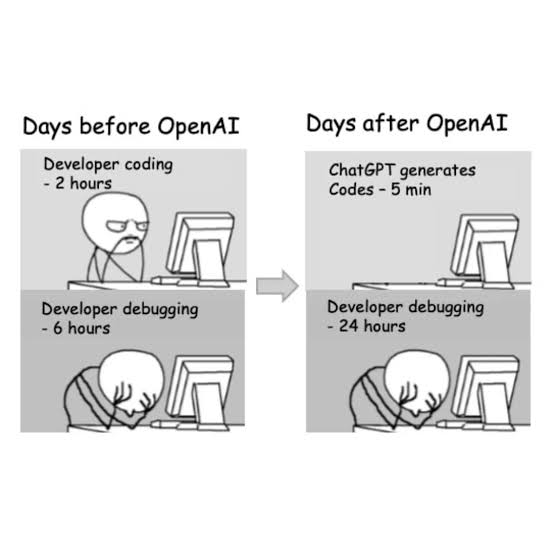 Days before OpenAI
Developer coding
- 2 hours
Developer debugging
- 6 hours
Days after OpenAI
ChatGPT generates
Codes - 5 min
Developer debugging
- 24 hours